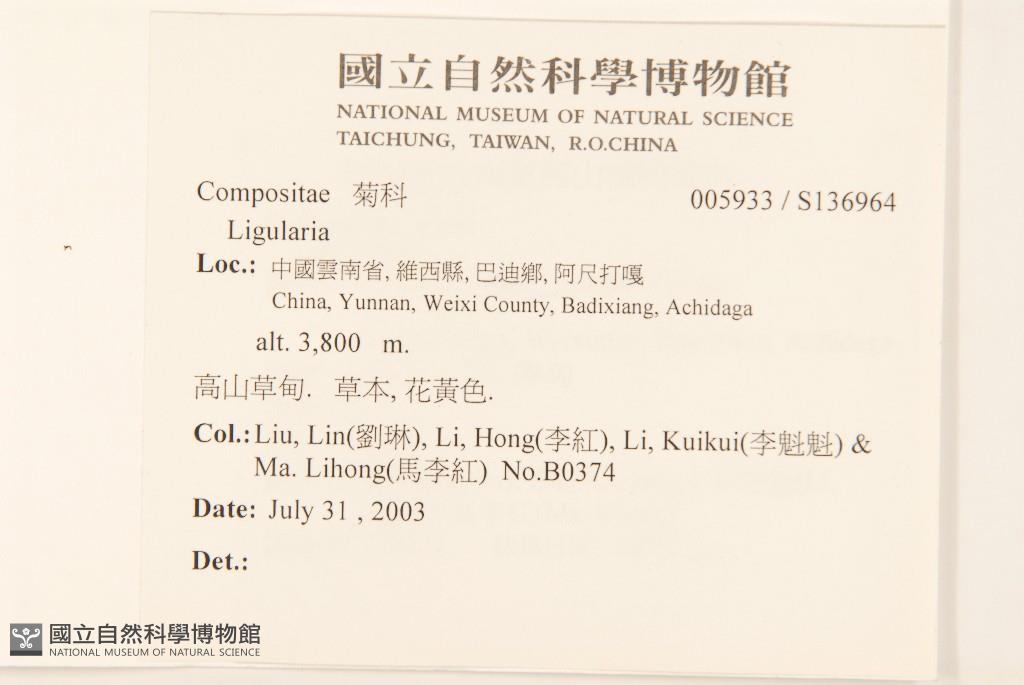 國立自然科學博物館
NATIONAL MUSEUM OF NATURAL SCIENCE
TAICHUNG, TAIWAN, R.O.CHINA
Compositae 菊科 005933 / S136964
Ligularia
Loc.: 中國雲南省, 維西縣, 巴迪鄉, 阿尺打嘎
China, Yunnan, Weixi County, Badixiang, Achidaga
alt. 3,800 m.
高山草甸. 草本, 花黃色.
Col.: Liu, Lin(劉琳), Li, Hong(李紅), Li, Kuikui(李魁魁) &
Ma. Lihong(馬李紅) No.B0374
Date: July 31 , 2003
Det.:
國立自然科學博物館
NATIONAL MUSEUM OF NATURAL SCIENCE